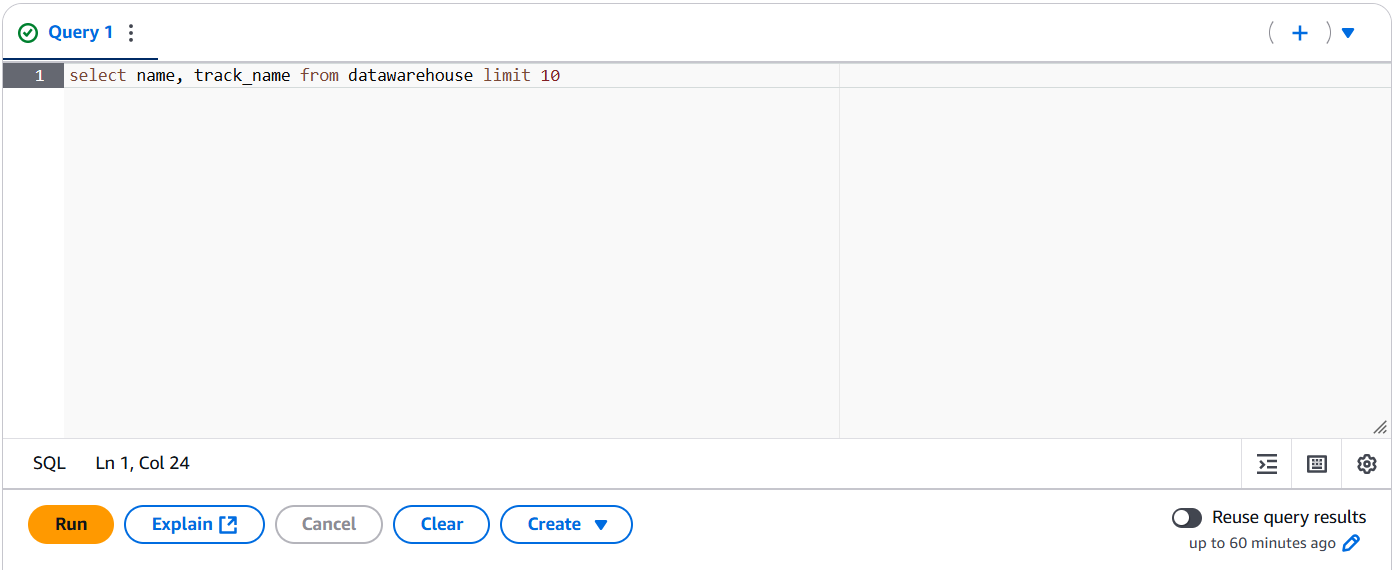 Query 1
1 select name, track_name from datawarehouse limit 10
SQL Ln 1, Col 24
Run Explain Cancel Clear Create Reuse query results
up to 60 minutes ago